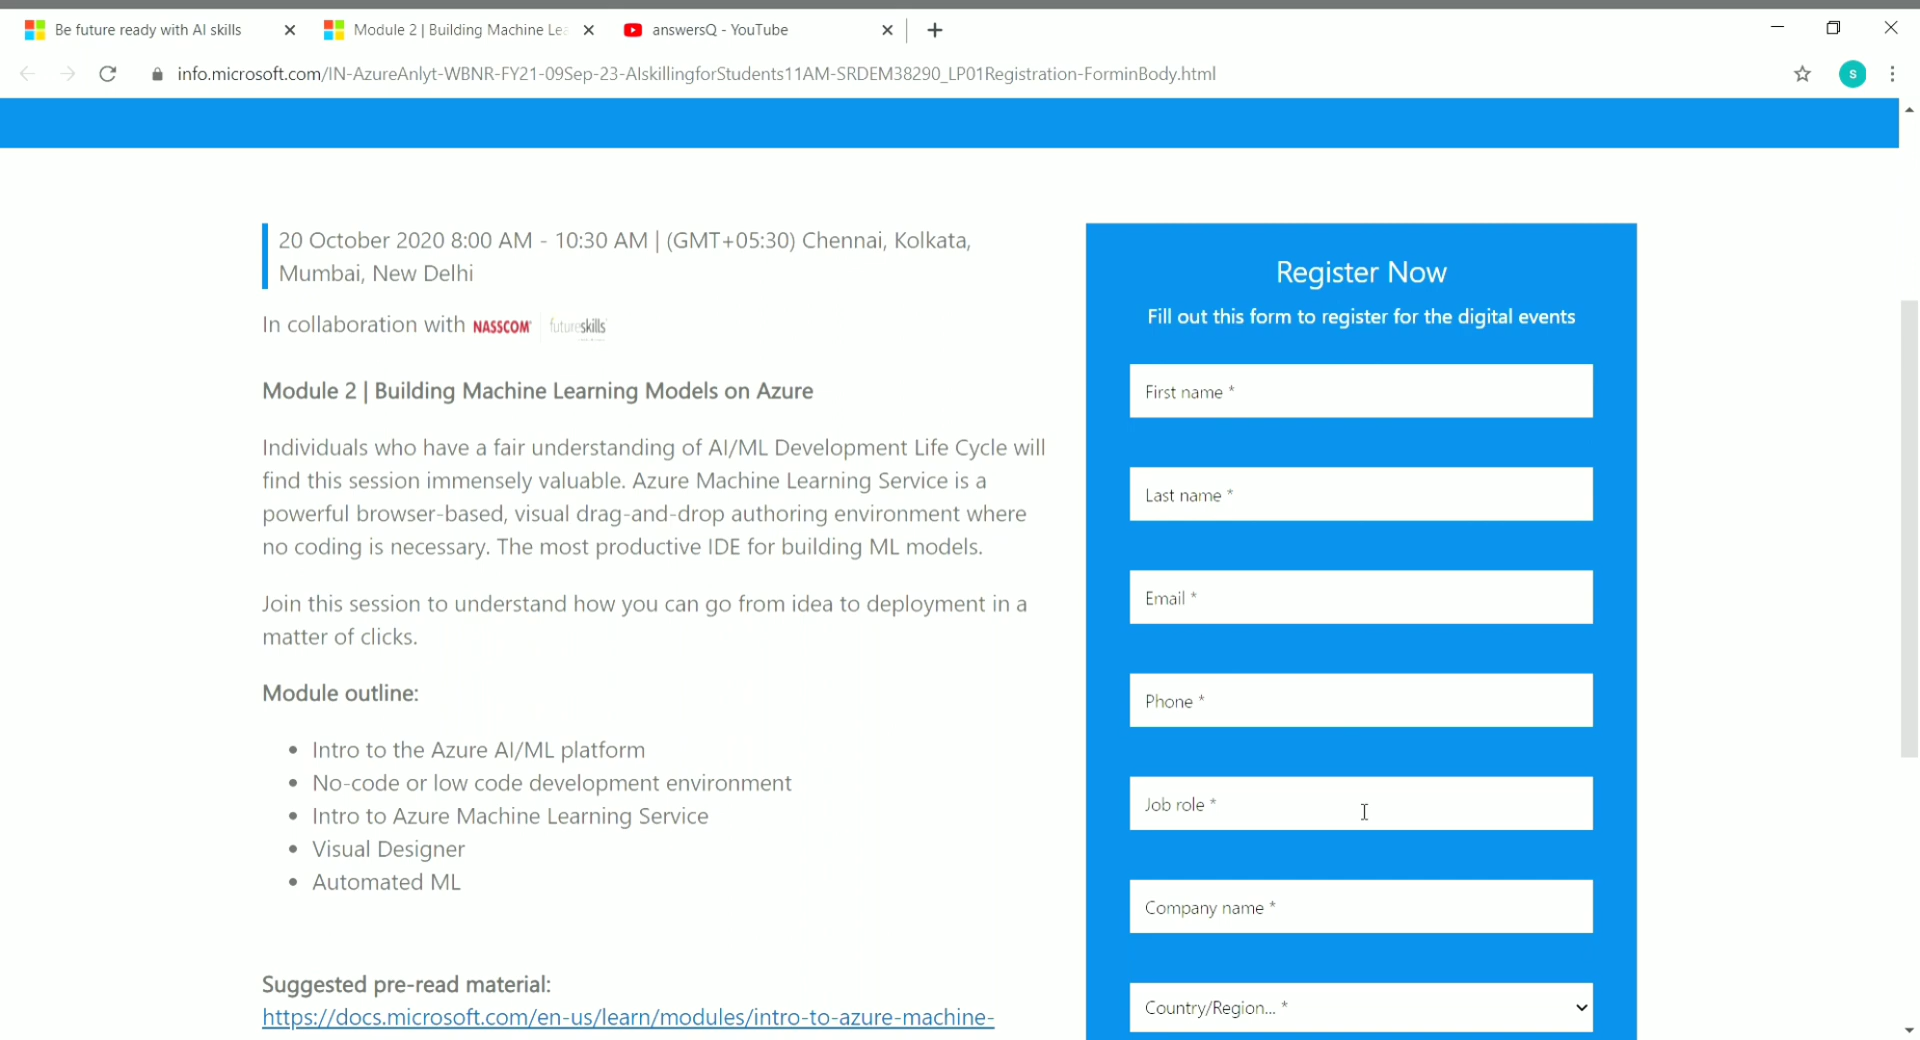 Be future ready with AI skills
Module 2 | Building Machine Lea
answersQ - YouTube
info.microsoft.com/IN-AzureAnlyt-WBNR-FY21-09Sep-23-AIskillingforStudents11AM-SRDEM38290_LP01Registration-ForminBody.html
S
20 October 2020 8:00 AM - 10:30 AM | (GMT+05:30) Chennai, Kolkata,
Mumbai, New Delhi
In collaboration with NASSCOM futureskills
Module 2 | Building Machine Learning Models on Azure
Individuals who have a fair understanding of AI/ML Development Life Cycle will
find this session immensely valuable. Azure Machine Learning Service is a
powerful browser-based, visual drag-and-drop authoring environment where
no coding is necessary. The most productive IDE for building ML models.
Join this session to understand how you can go from idea to deployment in a
matter of clicks.
Module outline:
• Intro to the Azure AI/ML platform
• No-code or low code development environment
• Intro to Azure Machine Learning Service
• Visual Designer
• Automated ML
Suggested pre-read material:
https://docs.microsoft.com/en-us/learn/modules/intro-to-azure-machine-
Register Now
Fill out this form to register for the digital events
First name *
Last name *
Email *
Phone *
Job role *
Company name *
Country/Region... *